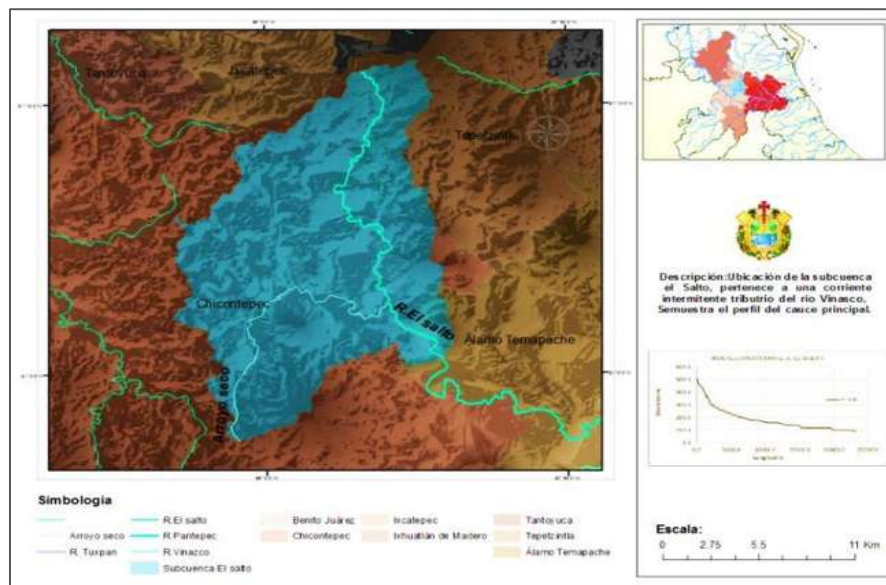 Tantoyuca
Ixcatepec
Tepetzintla
Chicontepec
R.El salto
Álamo Temapache
Arroyo seco
Descripción:Ubicación de la subcuenca
el Salto, pertenece a una corriente
intermitente tributrio del río Vinasco,
Semuestra el perfil del cauce principal.
Simbología
Arroyo seco
R. Tuxpan
R.El salto
R.Pantepec
R.Vinazco
Subcuenca El salto
Benito Juárez
Chicontepec
Ixcatepec
Ixhuatlán de Madero
Tantoyuca
Tepetzintla
Álamo Temapache
Escala:
0 2.75 5.5 11 Km